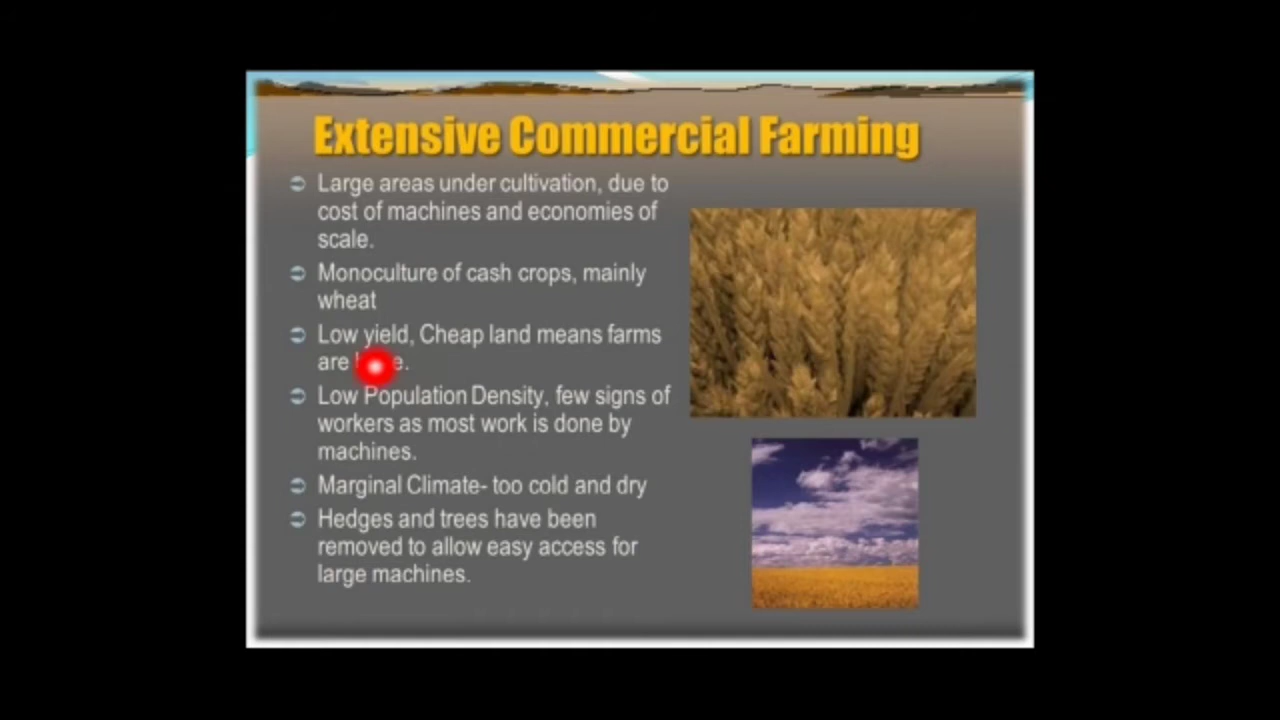 Extensive Commercial Farming
Large areas under cultivation, due to
cost of machines and economies of
scale.
Monoculture of cash crops, mainly
wheat
Low yield, Cheap land means farms
are
Low Population Density, few signs of
workers as most work is done by
machines.
Marginal Climate- too cold and dry
Hedges and trees have been
removed to allow easy access for
large machines.